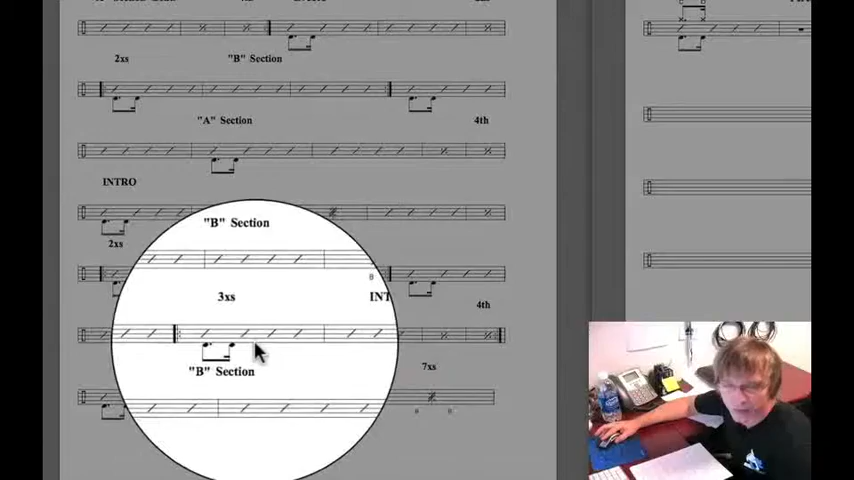 2xs "B" Section
"A" Section 4th
INTRO
"B" Section
2xs
3xs INT
4th
"B" Section 7xs